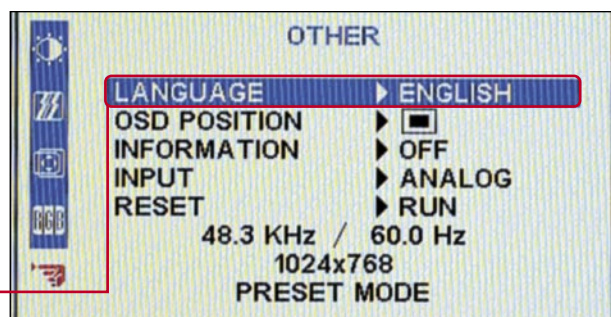 OTHER
LANGUAGE ▶ ENGLISH
OSD POSITION ▶
INFORMATION ▶ OFF
INPUT ▶ ANALOG
RESET ▶ RUN
48.3 KHz / 60.0 Hz
1024x768
PRESET MODE
RGB